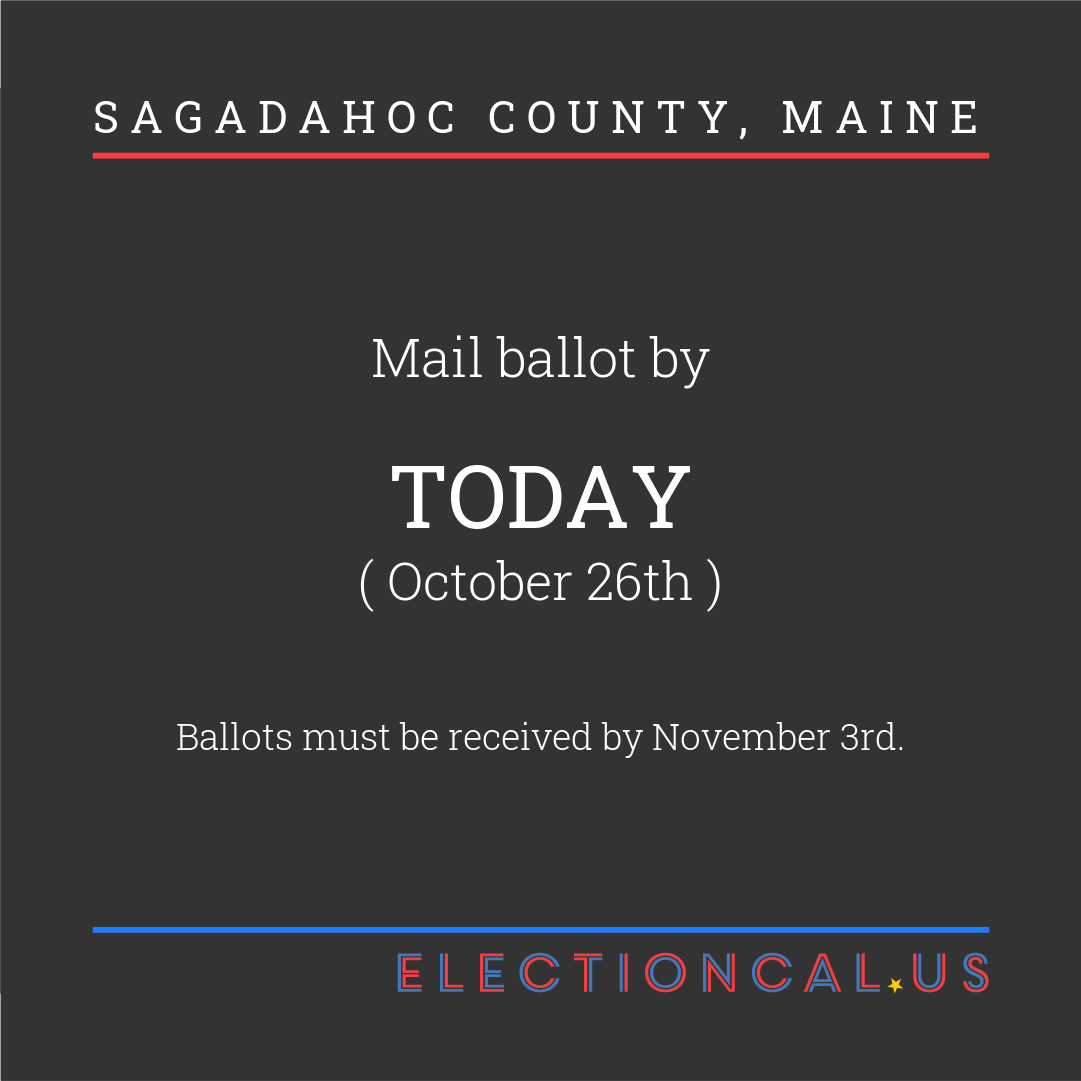 SAGADAHOC COUNTY, MAINE
Mail ballot by
TODAY
( October 26th )
Ballots must be received by November 3rd.
ELECTIONCAL.US